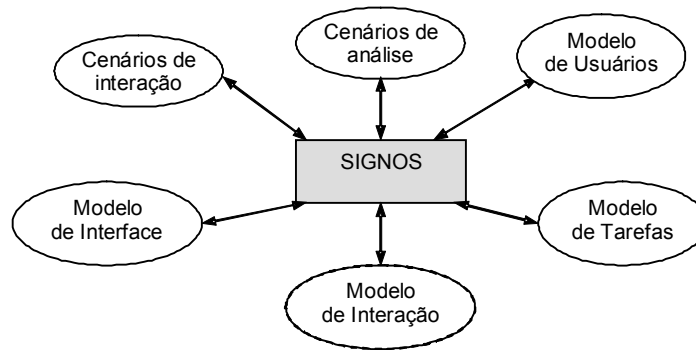 Cenários de
interação
Cenários de
análise
Modelo
de Usuários
SIGNOS
Modelo
de Interface
Modelo
de Interação
Modelo
de Tarefas